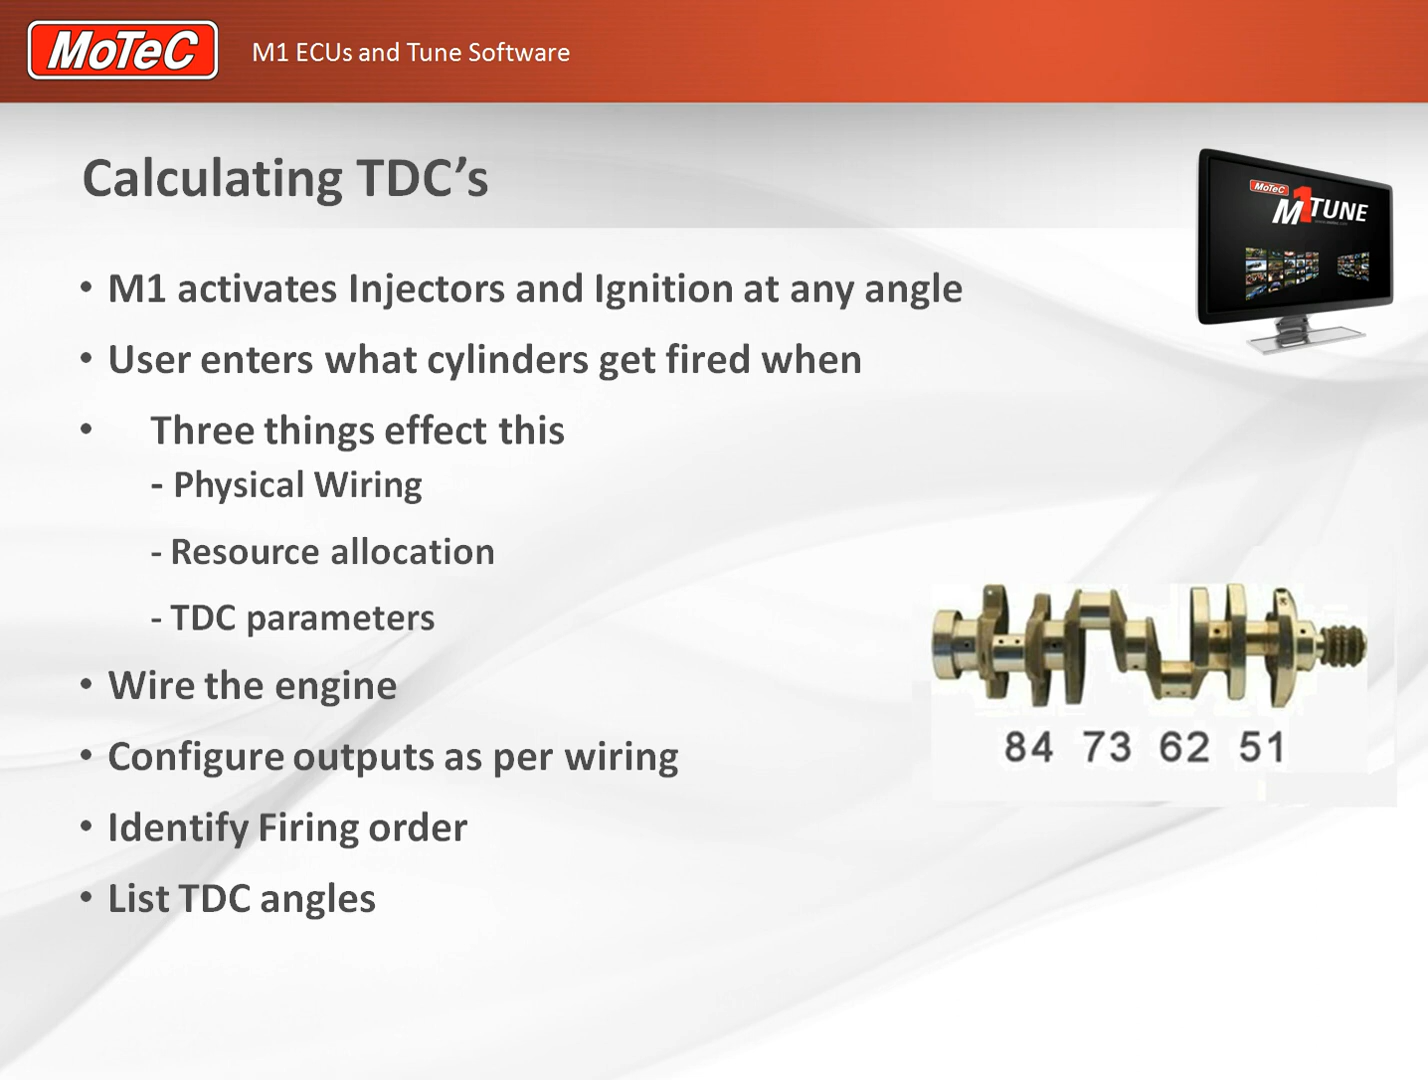 MoTeC
M1 ECUs and Tune Software
Calculating TDC’s
MoTeC
M1 TUNE
• M1 activates Injectors and Ignition at any angle
• User enters what cylinders get fired when
• Three things effect this
- Physical Wiring
- Resource allocation
- TDC parameters
• Wire the engine
• Configure outputs as per wiring
• Identify Firing order
• List TDC angles
84 73 62 51